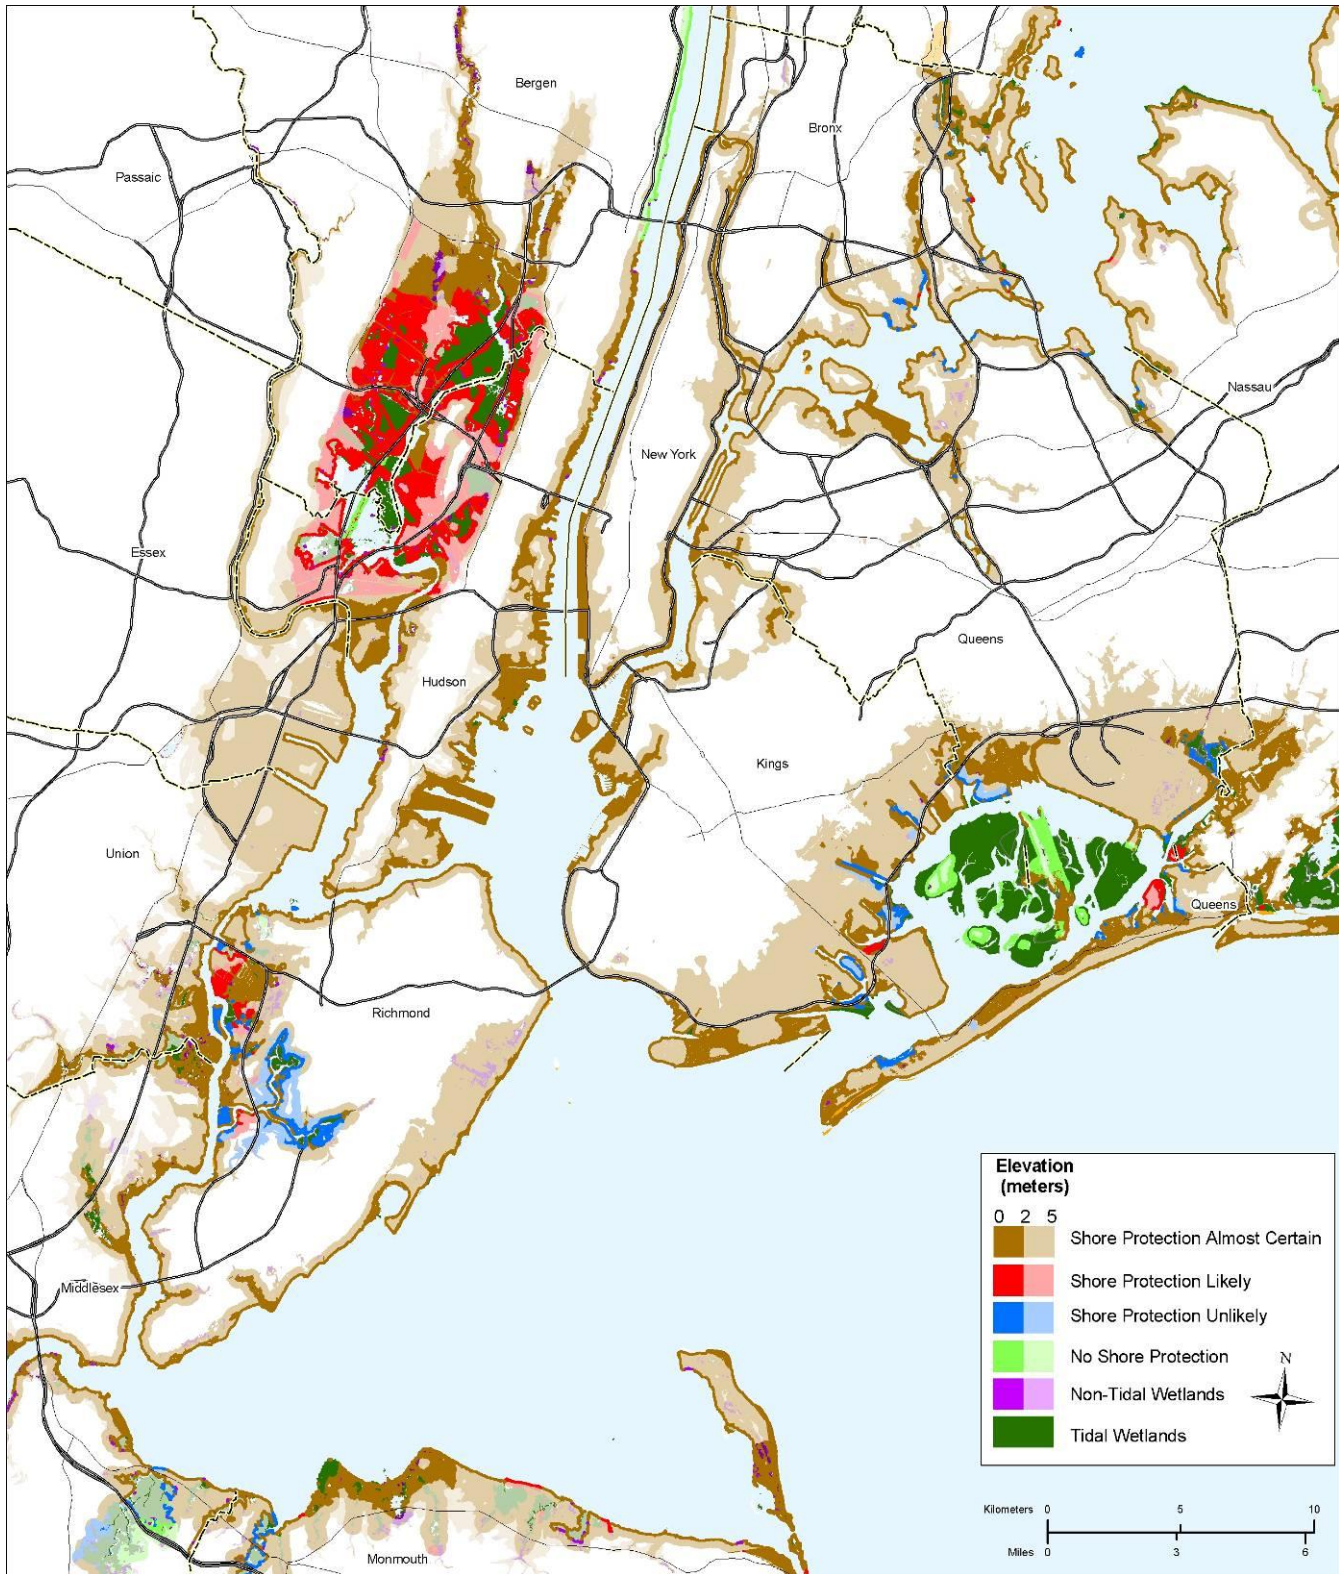 Bergen
Bronx
Passaic
Nassau
New York
Essex
Queens
Hudson
Kings
Union
Queens
Richmond
Middlesex
Monmouth
Elevation
(meters)
0 2 5
Shore Protection Almost Certain
Shore Protection Likely
Shore Protection Unlikely
No Shore Protection
N
Non-Tidal Wetlands
Tidal Wetlands
Kilometers 0 5 10
Miles 0 3 6